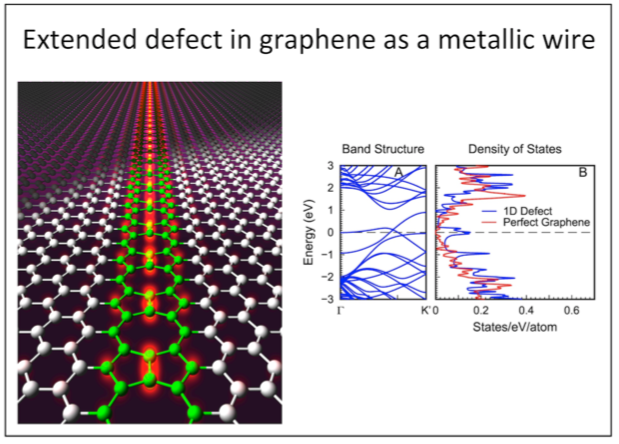 Extended defect in graphene as a metallic wire
Band Structure
Density of States
A
B
3
2
1
0
−1
−2
−3
Energy (eV)
Γ
K'
1D Defect
Perfect Graphene
0
0.2
0.4
0.6
States/eV/atom